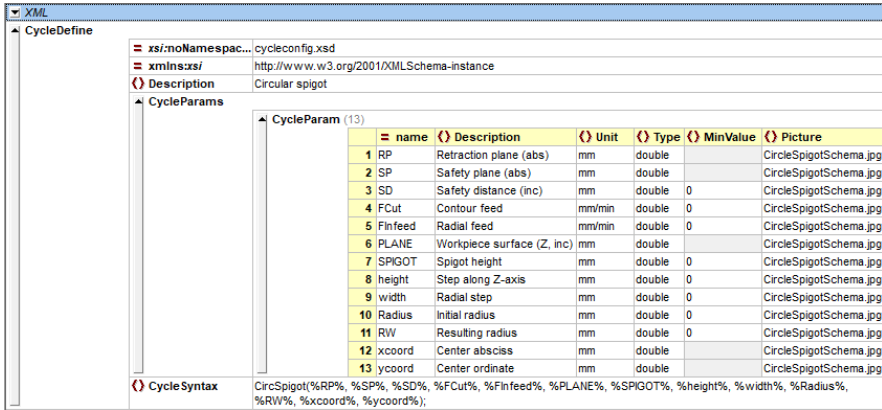 XML
CycleDefine
= xsi:noNamespac... cycleconfig.xsd
= xmlns:xsi http://www.w3.org/2001/XMLSchema-instance
() Description Circular spigot
CycleParams
CycleParam (13)
= name () Description () Unit () Type () MinValue () Picture
1 RP Retraction plane (abs) mm double CircleSpigotSchema.jpg
2 SP Safety plane (abs) mm double CircleSpigotSchema.jpg
3 SD Safety distance (inc) mm double 0 CircleSpigotSchema.jpg
4 FCut Contour feed mm/min double 0 CircleSpigotSchema.jpg
5 FInfeed Radial feed mm/min double 0 CircleSpigotSchema.jpg
6 PLANE Workpiece surface (Z, inc) mm double CircleSpigotSchema.jpg
7 SPIGOT Spigot height mm double 0 CircleSpigotSchema.jpg
8 height Step along Z-axis mm double 0 CircleSpigotSchema.jpg
9 width Radial step mm double 0 CircleSpigotSchema.jpg
10 Radius Initial radius mm double 0 CircleSpigotSchema.jpg
11 RW Resulting radius mm double 0 CircleSpigotSchema.jpg
12 xcoord Center absciss mm double CircleSpigotSchema.jpg
13 ycoord Center ordinate mm double CircleSpigotSchema.jpg
() CycleSyntax CircSpigot(%RP%, %SP%, %SD%, %FCut%, %FInfeed%, %PLANE%, %SPIGOT%, %height%, %width%, %Radius%,
%RW%, %xcoord%, %ycoord%);